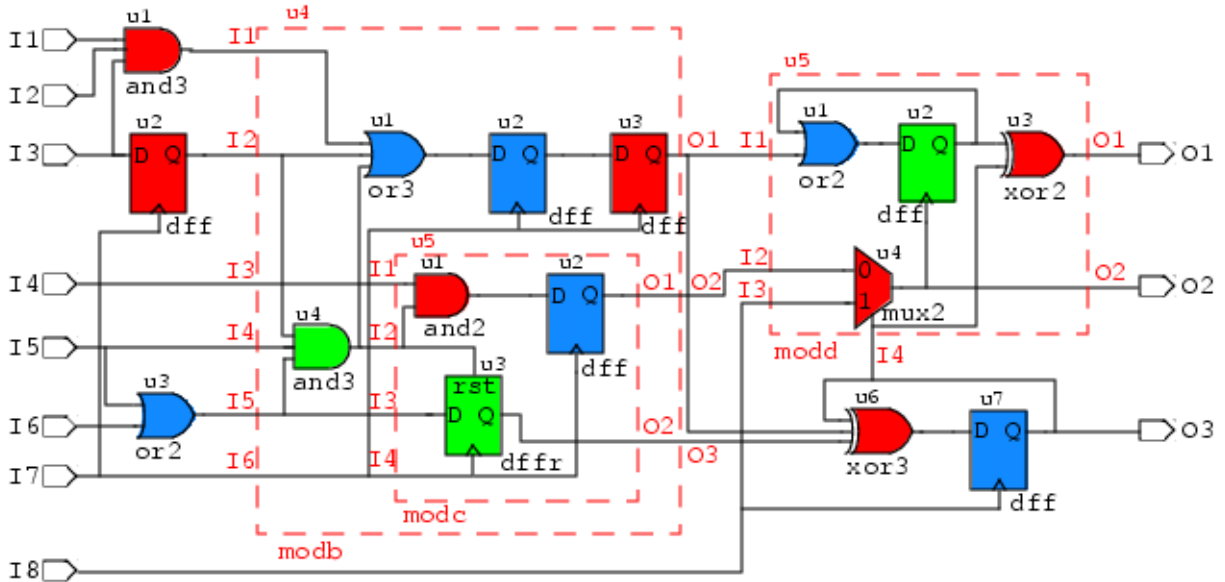 u1
u4
I1
I1
and3
I2
u5
u2
u1
u2
u3
u1
u2
u3
I3
D Q
I2
D Q
D Q
O1
I1
D Q
O1
O1
or3
or2
xor2
dff
dff
dff
dff
u5
u4
u1
u2
I2
0
I4
I3
I1
D Q
O1
O2
I3
1
O2
O2
and2
mux2
u4
I5
I4
I2
modd
I4
u3
dff
and3
rst
u3
u6
u7
I5
I3
D Q
O2
D Q
O3
I6
or2
I6
I4
dffr
O3
xor3
I7
dff
modc
modb
I8